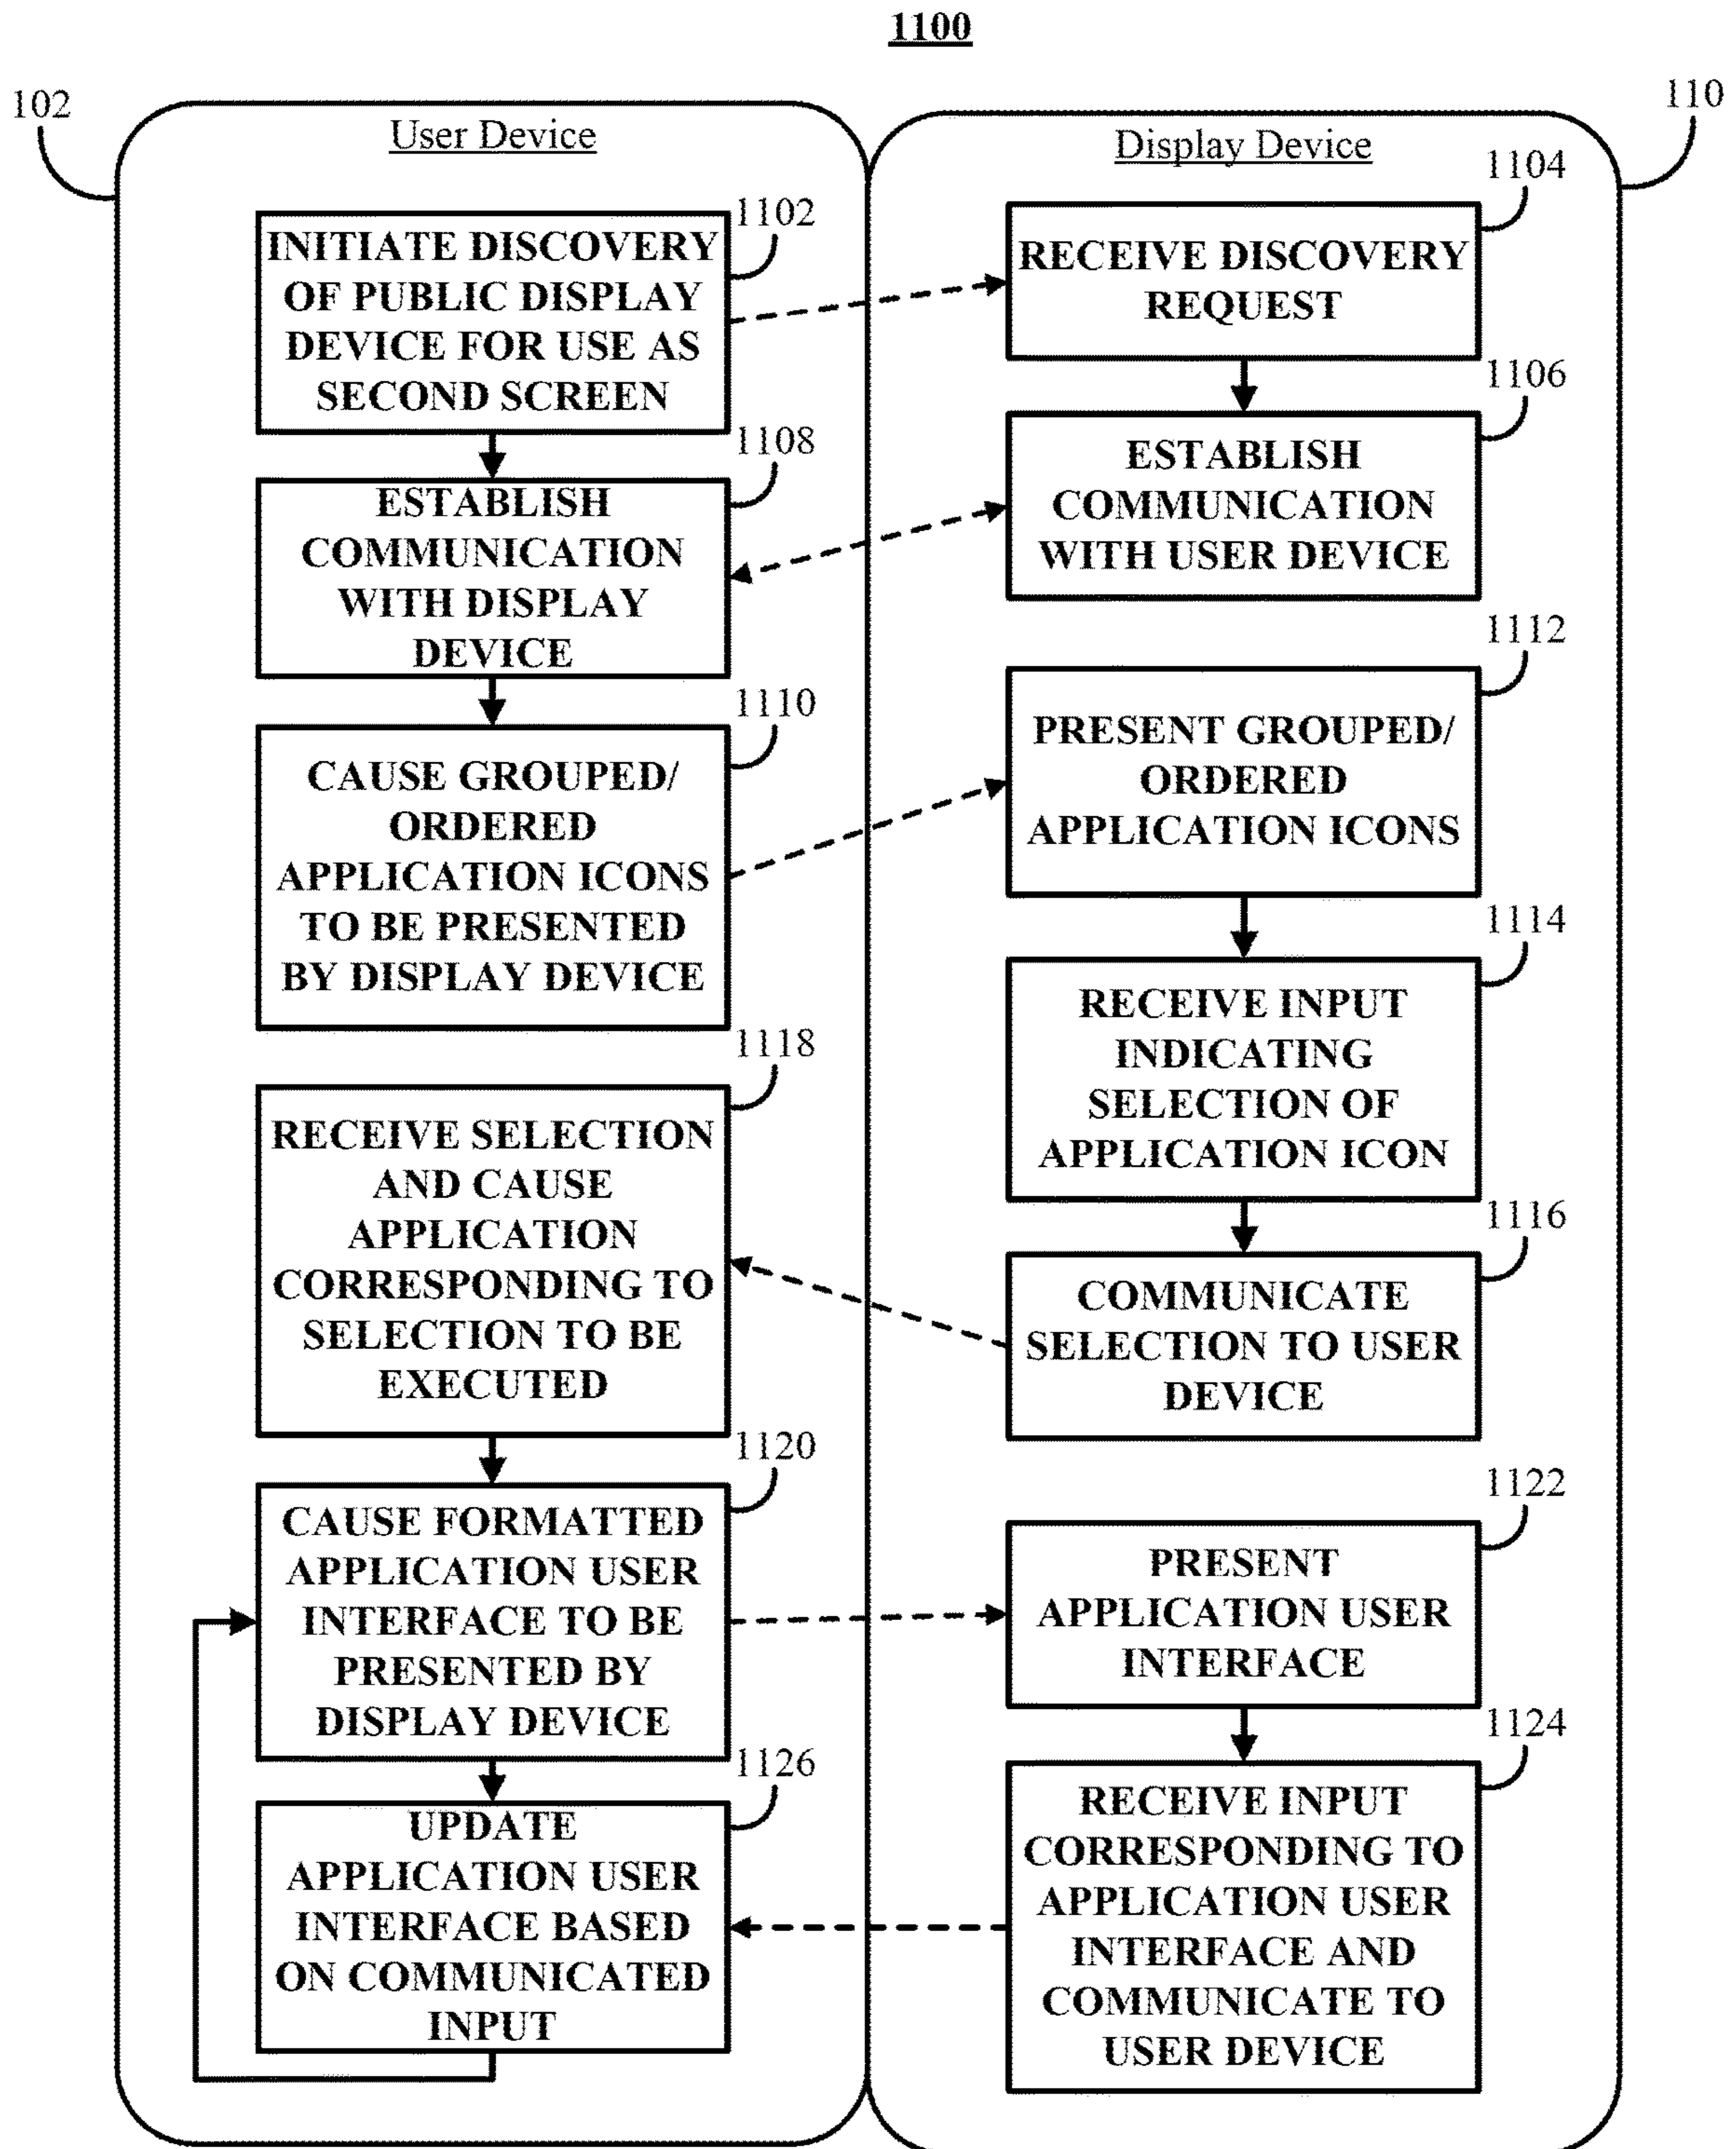 1100
102
110
User Device
Display Device
1102
INITIATE DISCOVERY
OF PUBLIC DISPLAY
DEVICE FOR USE AS
SECOND SCREEN
1104
RECEIVE DISCOVERY
REQUEST
1106
ESTABLISH
COMMUNICATION
WITH USER DEVICE
1108
ESTABLISH
COMMUNICATION
WITH DISPLAY
DEVICE
1110
CAUSE GROUPED/
ORDERED
APPLICATION ICONS
TO BE PRESENTED
BY DISPLAY DEVICE
1112
PRESENT GROUPED/
ORDERED
APPLICATION ICONS
1114
RECEIVE INPUT
INDICATING
SELECTION OF
APPLICATION ICON
1116
COMMUNICATE
SELECTION TO USER
DEVICE
1118
RECEIVE SELECTION
AND CAUSE
APPLICATION
CORRESPONDING TO
SELECTION TO BE
EXECUTED
1120
CAUSE FORMATTED
APPLICATION USER
INTERFACE TO BE
PRESENTED BY
DISPLAY DEVICE
1122
PRESENT
APPLICATION USER
INTERFACE
1124
RECEIVE INPUT
CORRESPONDING TO
APPLICATION USER
INTERFACE AND
COMMUNICATE TO
USER DEVICE
1126
UPDATE
APPLICATION USER
INTERFACE BASED
ON COMMUNICATED
INPUT